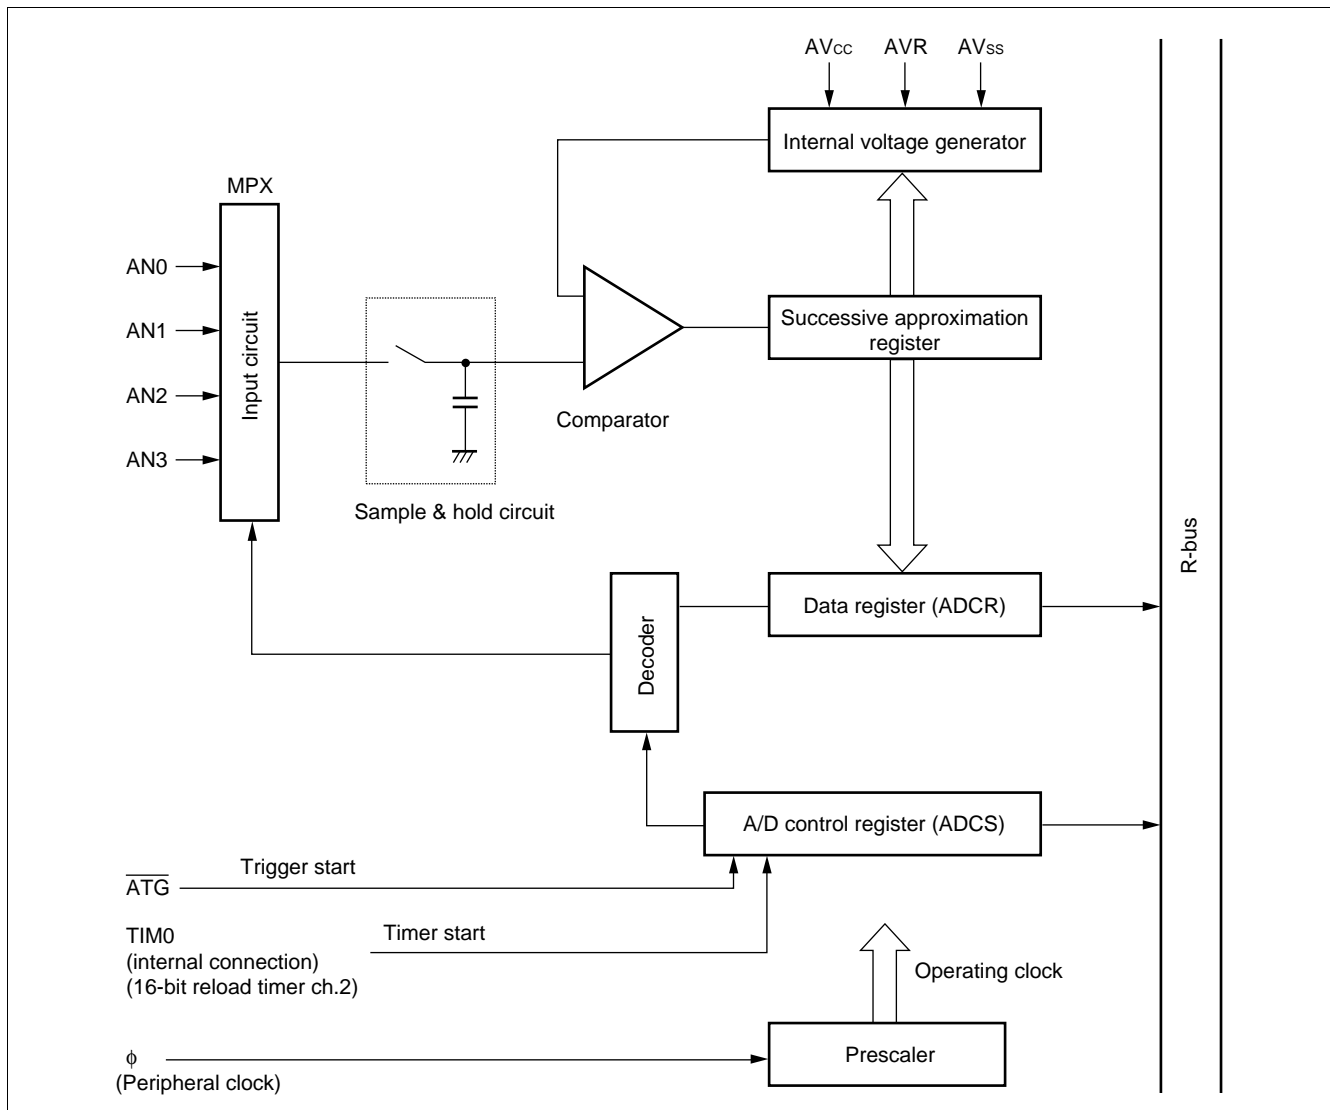 AVCC AVR AVSS
Internal voltage generator
MPX
AN0
AN1
AN2
AN3
Input circuit
Successive approximation
register
Comparator
Sample & hold circuit
R-bus
Data register (ADCR)
Decoder
A/D control register (ADCS)
ATG
Trigger start
TIM0
(internal connection)
(16-bit reload timer ch.2)
Timer start
Operating clock
Prescaler
ϕ
(Peripheral clock)